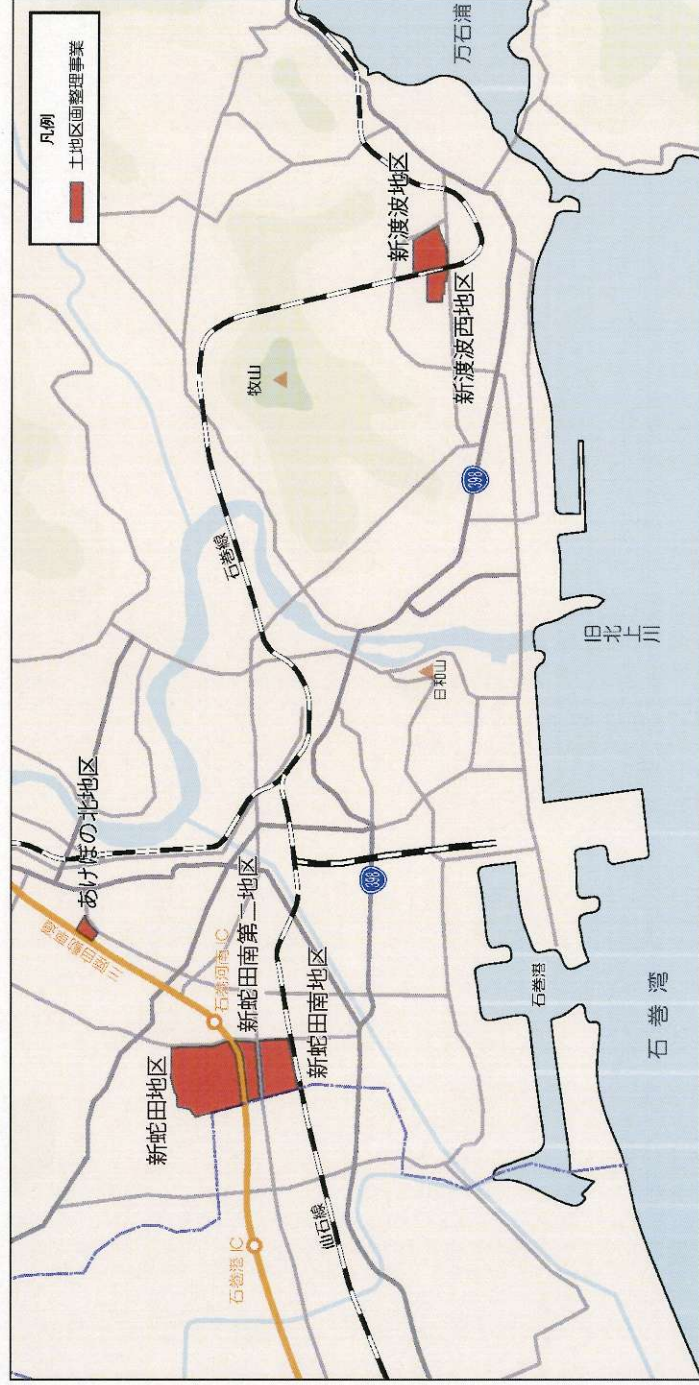 凡例
土地区画整理事業
万石浦
新渡波地区
新渡波西地区
牧山
398
石巻線
旧北上川
日和山
あけぼの北地区
三陸自動車道
石巻河南IC
新蛇田南第二地区
新蛇田地区
新蛇田南地区
398
石巻港IC
仙石線
石巻港
石巻湾